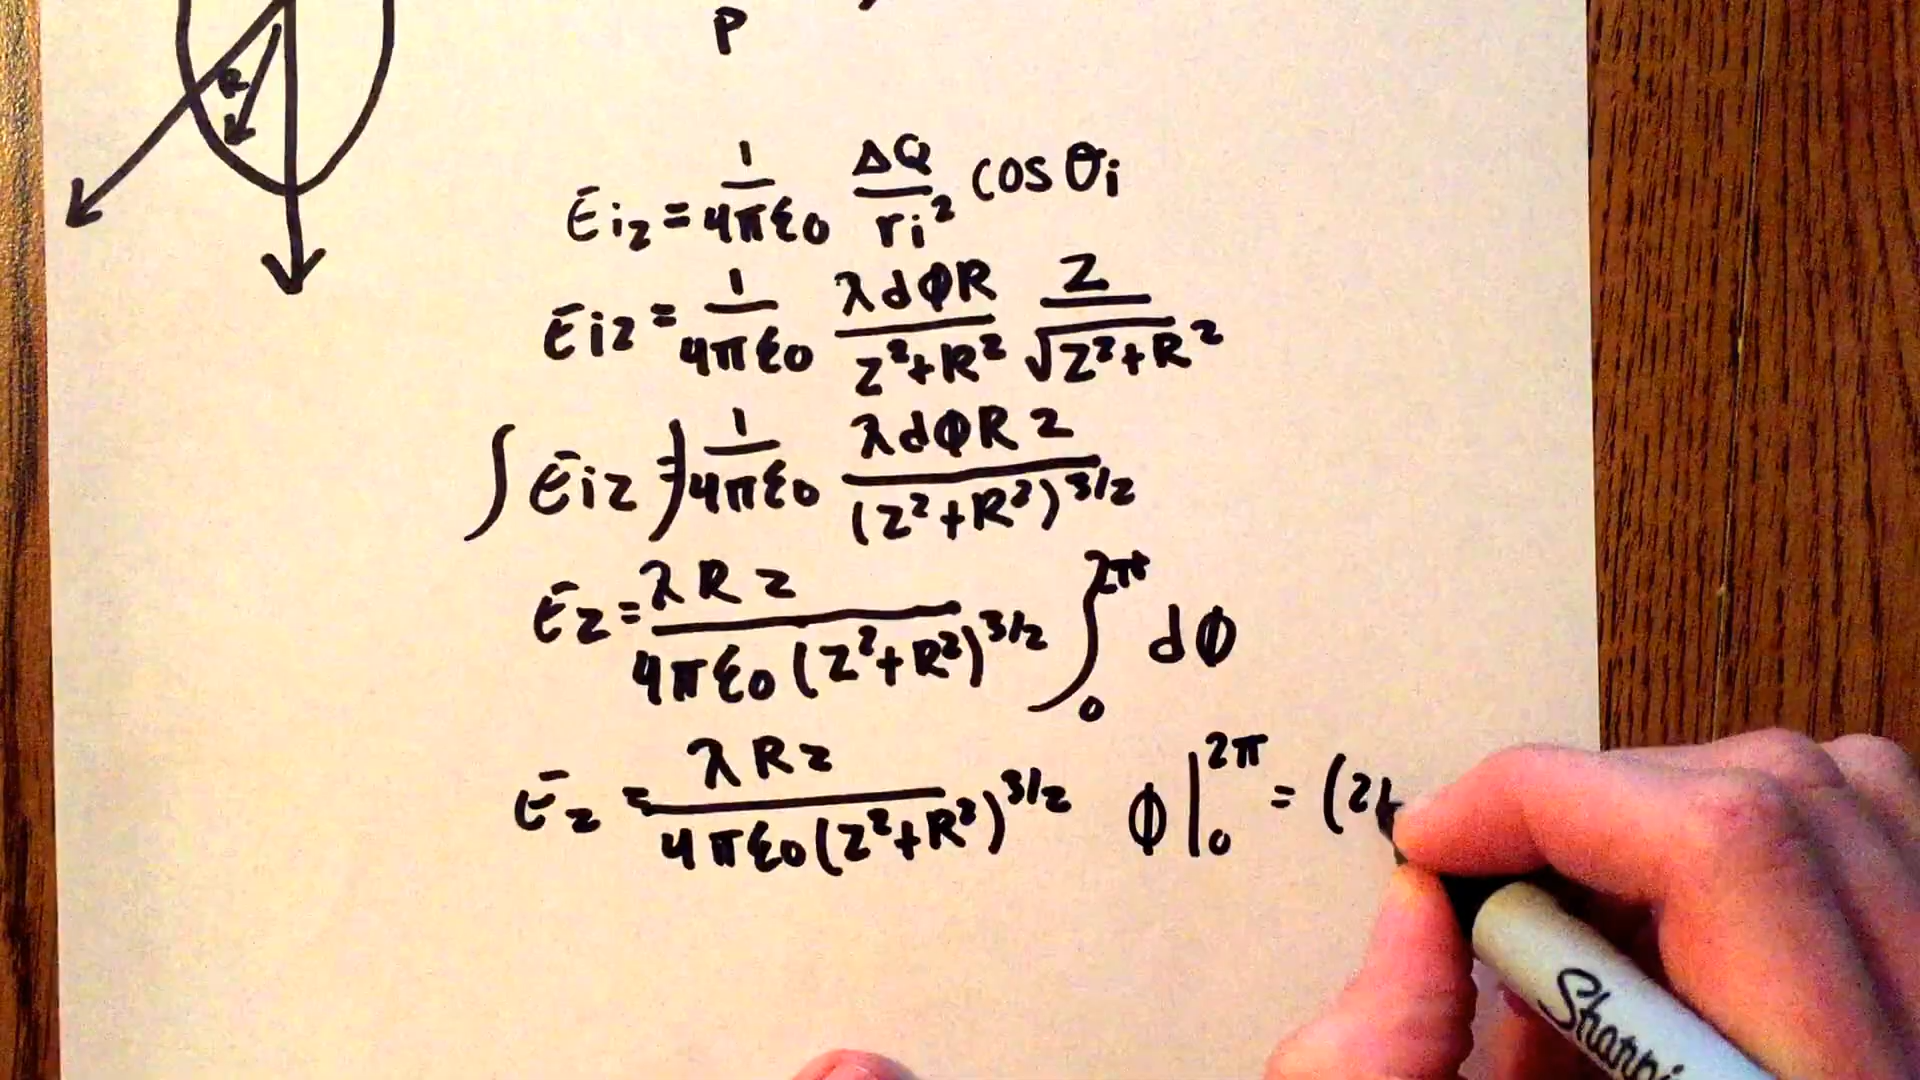 P
R
Eiz = 1/4πε0 ΔQ/ri² cos θi
Eiz = 1/4πε0 λdϕR/z²+R² z/√z²+R²
∫ Eiz = ∫ 1/4πε0 λdϕRz/(z²+R²)^3/2
Ez = λRz/4πε0(z²+R²)^3/2 ∫₀^2π dϕ
Ez = λRz/4πε0(z²+R²)^3/2 ϕ|₀^2π = (2
Sharpi